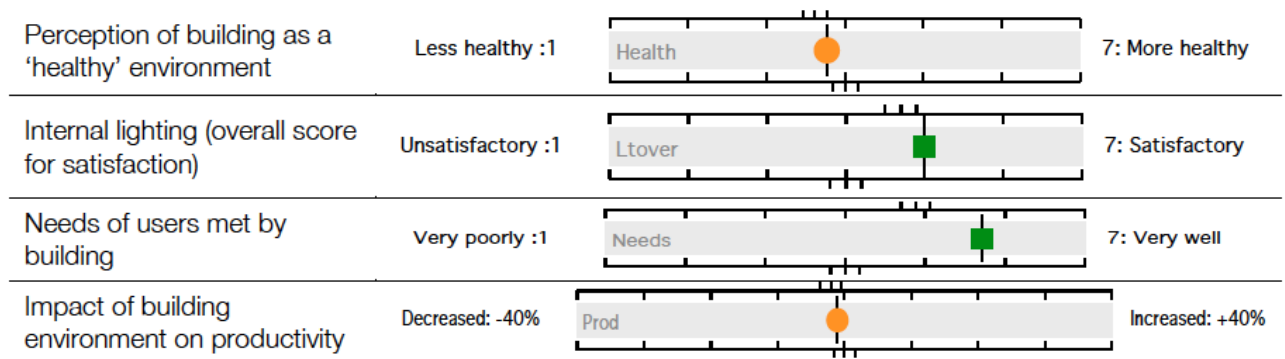 Perception of building as a
‘healthy’ environment
Less healthy :1
Health
7: More healthy
Internal lighting (overall score
for satisfaction)
Unsatisfactory :1
Ltover
7: Satisfactory
Needs of users met by
building
Very poorly :1
Needs
7: Very well
Impact of building
environment on productivity
Decreased: -40%
Prod
Increased: +40%